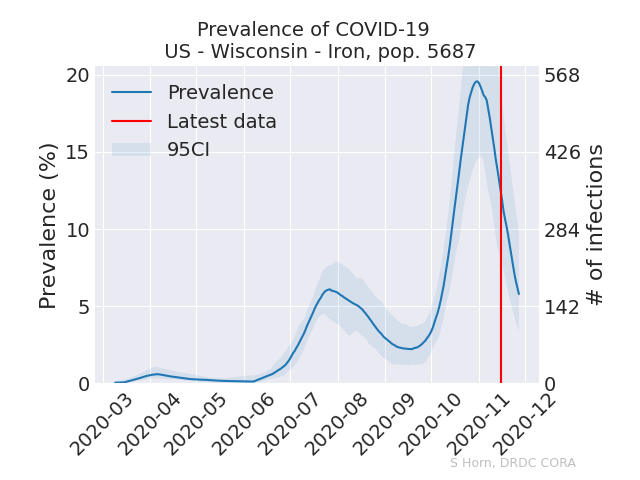 Prevalence of COVID-19
US - Wisconsin - Iron, pop. 5687
Prevalence
Latest data
95CI
Prevalence (%)
20
15
10
5
0
568
426
284
142
0
# of infections
2020-03
2020-04
2020-05
2020-06
2020-07
2020-08
2020-09
2020-10
2020-11
2020-12
S Horn, DRDC CORA